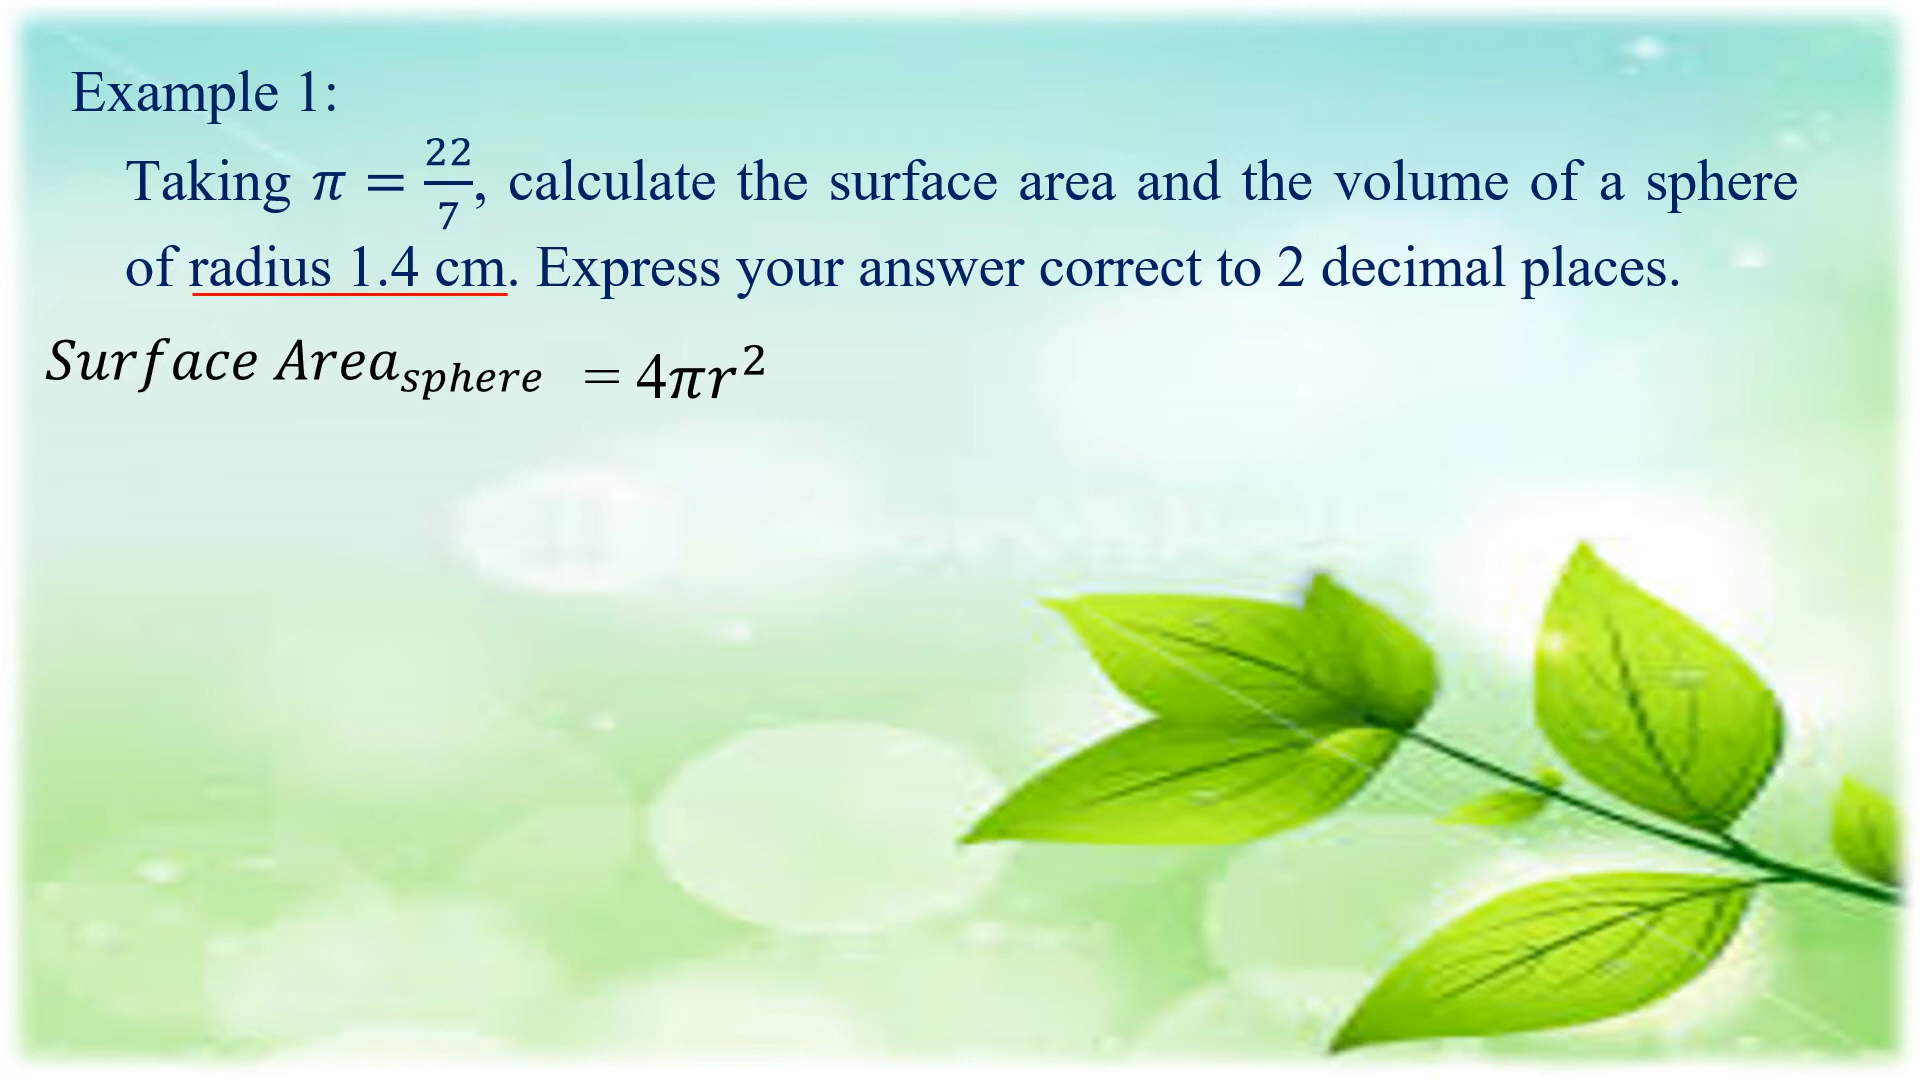 Example 1:
Taking 𝜋 = 22/7, calculate the surface area and the volume of a sphere
of radius 1.4 cm. Express your answer correct to 2 decimal places.
𝑆𝑢𝑟𝑓𝑎𝑐𝑒 𝐴𝑟𝑒𝑎ₛₚₕₑᵣₑ = 4𝜋𝑟²